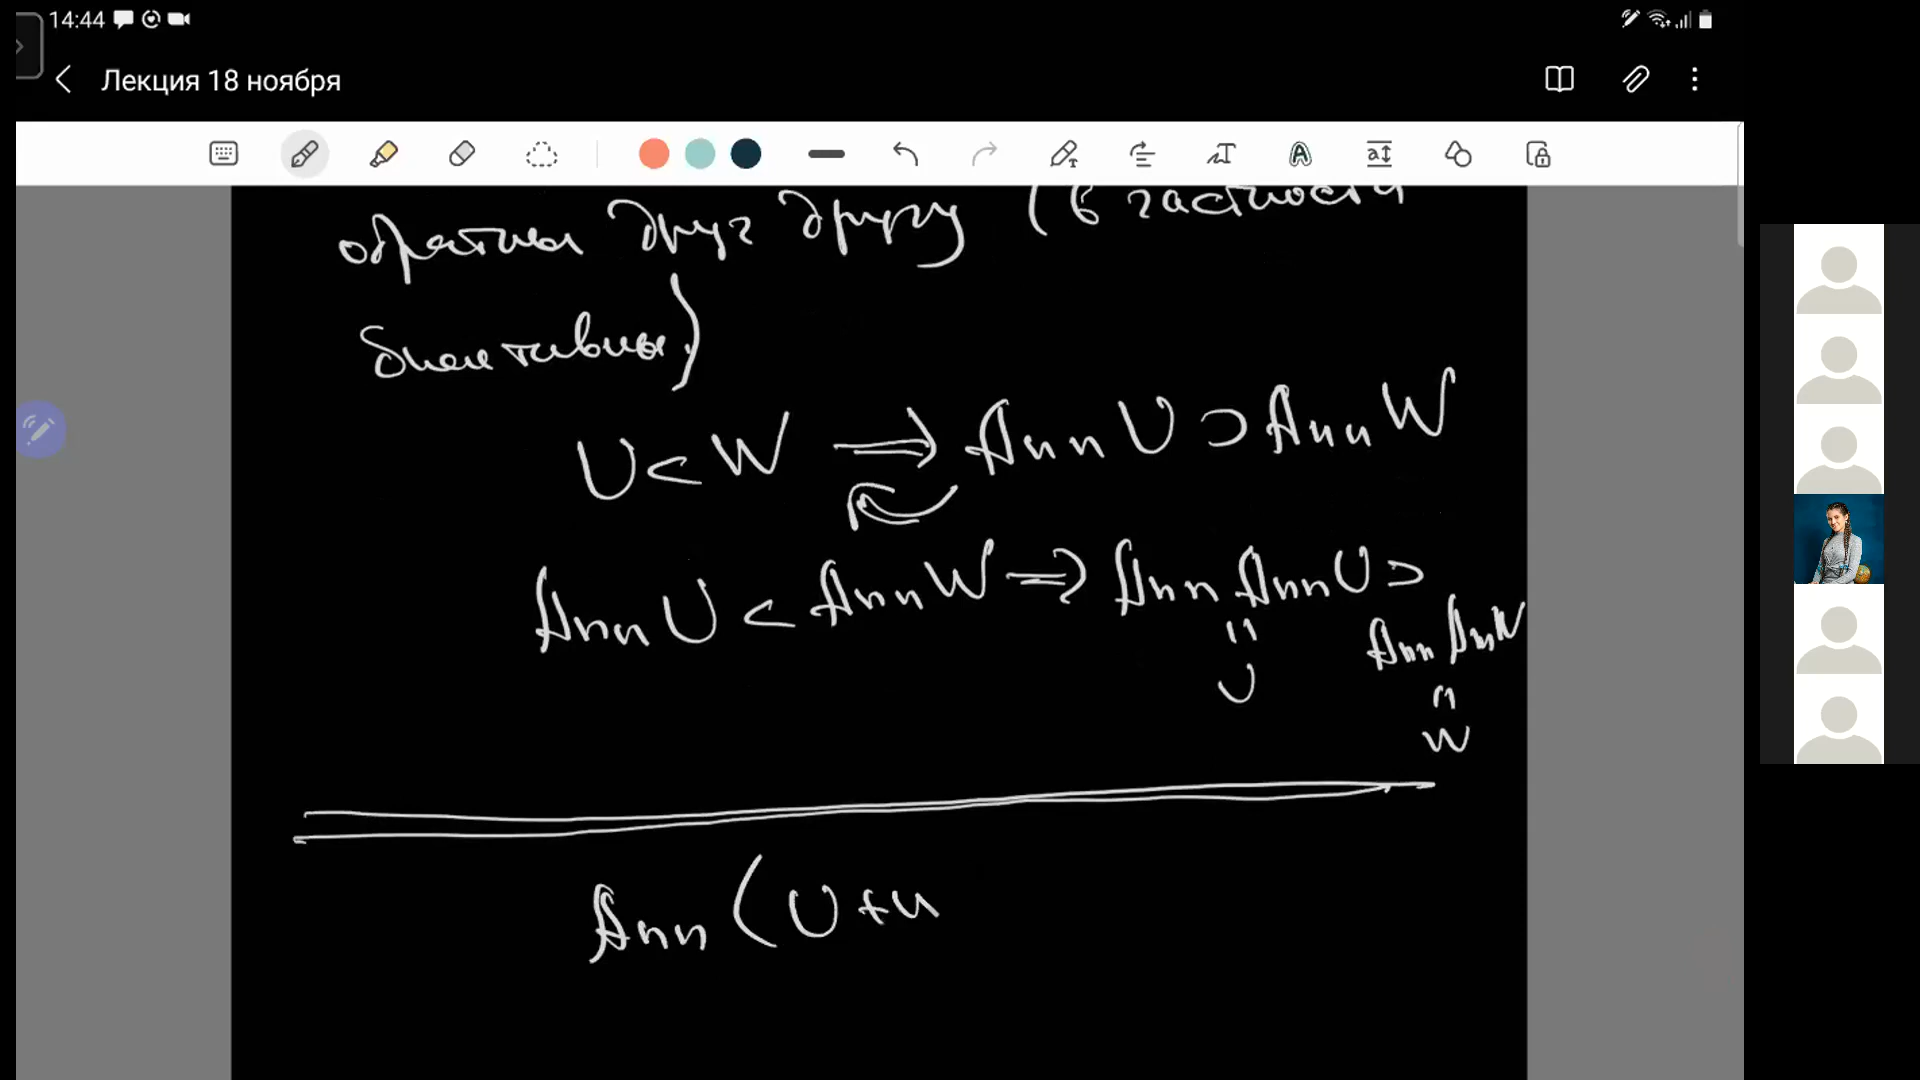 14:44
Лекция 18 ноября
обратны друг другу (в частности
биективны)
U ⊂ W ⇒ Ann U ⊃ Ann W
⇐
Ann U ⊂ Ann W ⇒ Ann Ann U ⊃
Ann Ann W
U
W
Ann (U + W